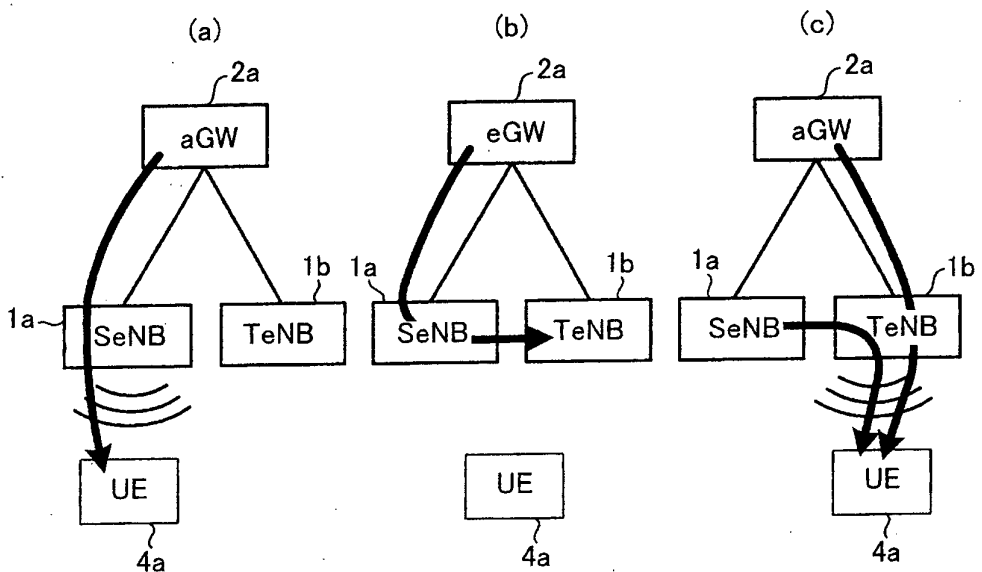 (a) (b) (c)
2a 2a 2a
aGW eGW aGW
1a 1b 1a 1b 1a 1b
SeNB TeNB SeNB TeNB SeNB TeNB
UE UE UE
4a 4a 4a